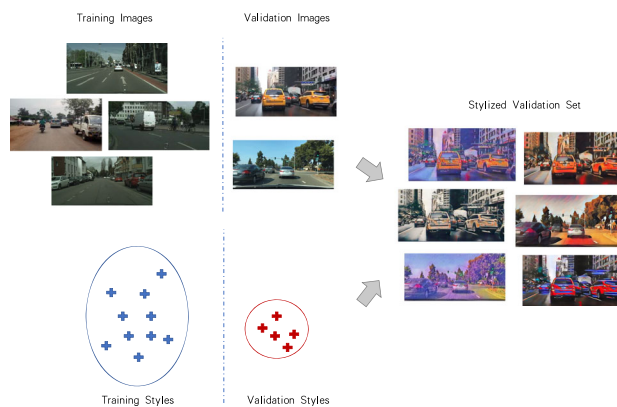 Training Images
Validation Images
Stylized Validation Set
Training Styles
Validation Styles